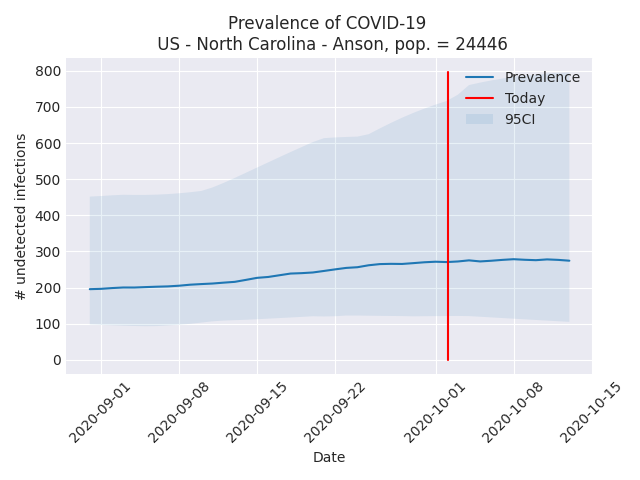 Prevalence of COVID-19
US - North Carolina - Anson, pop. = 24446
800
700
600
500
400
300
200
100
0
# undetected infections
Prevalence
Today
95CI
2020-09-01
2020-09-08
2020-09-15
2020-09-22
2020-10-01
2020-10-08
2020-10-15
Date